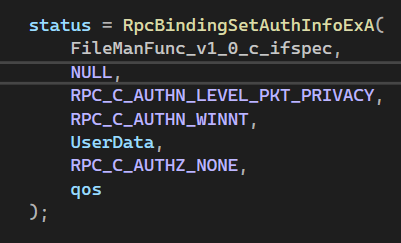 status = RpcBindingSetAuthInfoExA(
FileManFunc_v1_0_c_ifspec,
NULL,
RPC_C_AUTHN_LEVEL_PKT_PRIVACY,
RPC_C_AUTHN_WINNT,
UserData,
RPC_C_AUTHZ_NONE,
qos
);